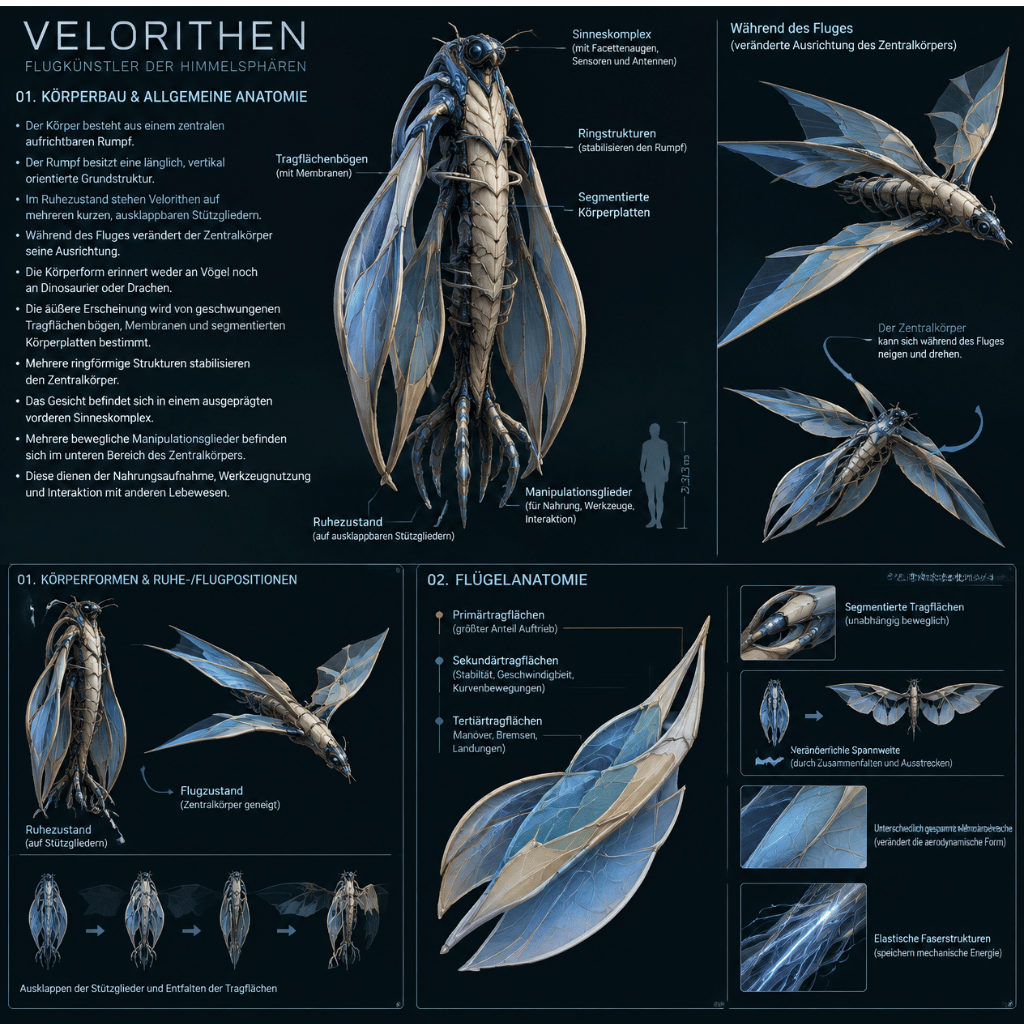 VELORITHEN
FLUGKÜNSTLER DER HIMMELSPHÄREN
01. KÖRPERBAU & ALLGEMEINE ANATOMIE
• Der Körper besteht aus einem zentralen
aufrichtbaren Rumpf.
• Der Rumpf besitzt eine länglich, vertikal
orientierte Grundstruktur.
• Im Ruhezustand stehen Velorithen auf
mehreren kurzen, ausklappbaren Stützgliedern.
• Während des Fluges verändert der Zentralkörper
seine Ausrichtung.
• Die Körperform erinnert weder an Vögel noch
an Dinosaurier oder Drachen.
• Die äußere Erscheinung wird von geschwungenen
Tragflächenbögen, Membranen und segmentierten
Körperplatten bestimmt.
• Mehrere ringförmige Strukturen stabilisieren
den Zentralkörper.
• Das Gesicht befindet sich in einem ausgeprägten
vorderen Sinneskomplex.
• Mehrere bewegliche Manipulationsglieder befinden
sich im unteren Bereich des Zentralkörpers.
• Diese dienen der Nahrungsaufnahme, Werkzeugnutzung
und Interaktion mit anderen Lebewesen.
Sinneskomplex
(mit Facettenaugen,
Sensoren und Antennen)
Tragflächenbögen
(mit Membranen)
Ringstrukturen
(stabilisieren den Rumpf)
Segmentierte
Körperplatten
Manipulationsglieder
(für Nahrung, Werkzeuge,
Interaktion)
Ruhezustand
(auf ausklappbaren Stützgliedern)
Während des Fluges
(veränderte Ausrichtung des Zentralkörpers)
Der Zentralkörper
kann sich während des Fluges
neigen und drehen.
01. KÖRPERFORMEN & RUHE-/FLUGPOSITIONEN
Ruhezustand
(auf Stützgliedern)
Flugzustand
(Zentralkörper geneigt)
Ausklappen der Stützglieder und Entfalten der Tragflächen
02. FLÜGELANATOMIE
Primärtragflächen
(größter Anteil Auftrieb)
Sekundärtragflächen
(Stabiltät, Geschwindigbeit,
Kurvenbewegungen)
Tertiärtragflächen
(Manöver, Bremsen,
Landungen)
Segmentierte Tragflächen
(unabhängig beweglich)
Spannweite
(durch Zusammenfalten und Ausstrecken)
(verändert die aerodynamische Form)
Elastische Faserstrukturen
(speichern mechanische Energie)